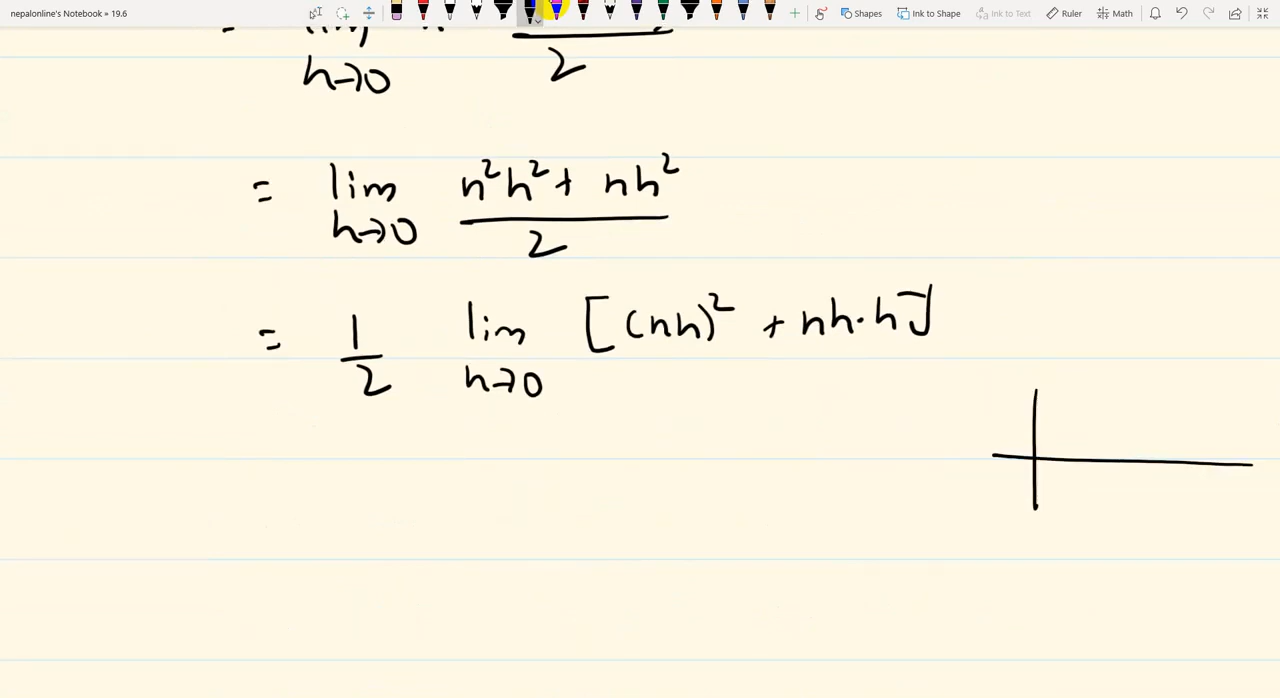 nepalonline's Notebook » 19.6
Shapes Ink to Shape Ink to Text Ruler Math
h→0 2
= lim n²h² + nh²
h→0 2
= 1 lim [(nh)² + nh·h]
2 h→0